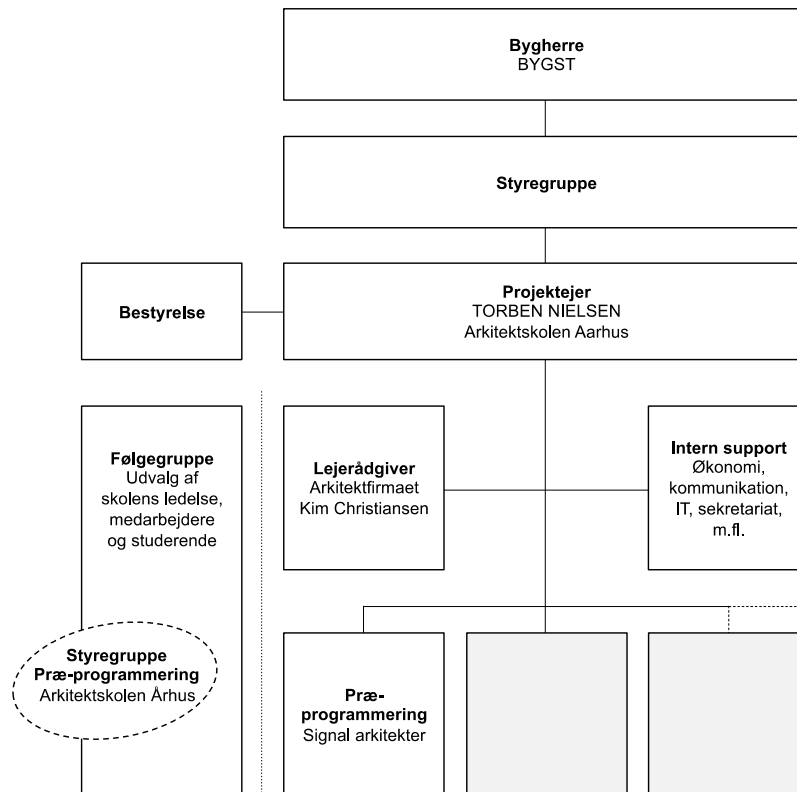 Bygherre
BYGST
Styregruppe
Bestyrelse
Projektejer
TORBEN NIELSEN
Arkitektskolen Aarhus
Følgegruppe
Udvalg af
skolens ledelse,
medarbejdere
og studerende
Lejerådgiver
Arkitektfirmaet
Kim Christiansen
Intern support
Økonomi,
kommunikation,
IT, sekretariat,
m.fl.
Styregruppe
Præ-programmering
Arkitektskolen Århus
Præ-
programmering
Signal arkitekter